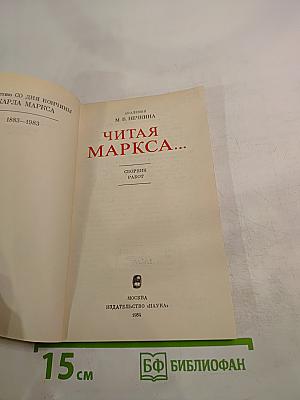 СО ДНЯ КОНЧИНЫ
КАРЛА МАРКСА
1883—1983
АКАДЕМИК
М. В. НЕЧКИНА
ЧИТАЯ
МАРКСА...
СБОРНИК
РАБОТ
МОСКВА
ИЗДАТЕЛЬСТВО «НАУКА»
15 см
БФ БИБЛИОФАН